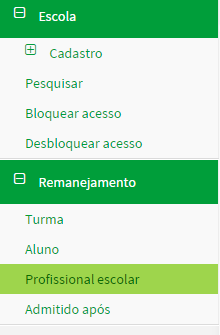 Escola
Cadastro
Pesquisar
Bloquear acesso
Desbloquear acesso
Remanejamento
Turma
Aluno
Profissional escolar
Admitido após